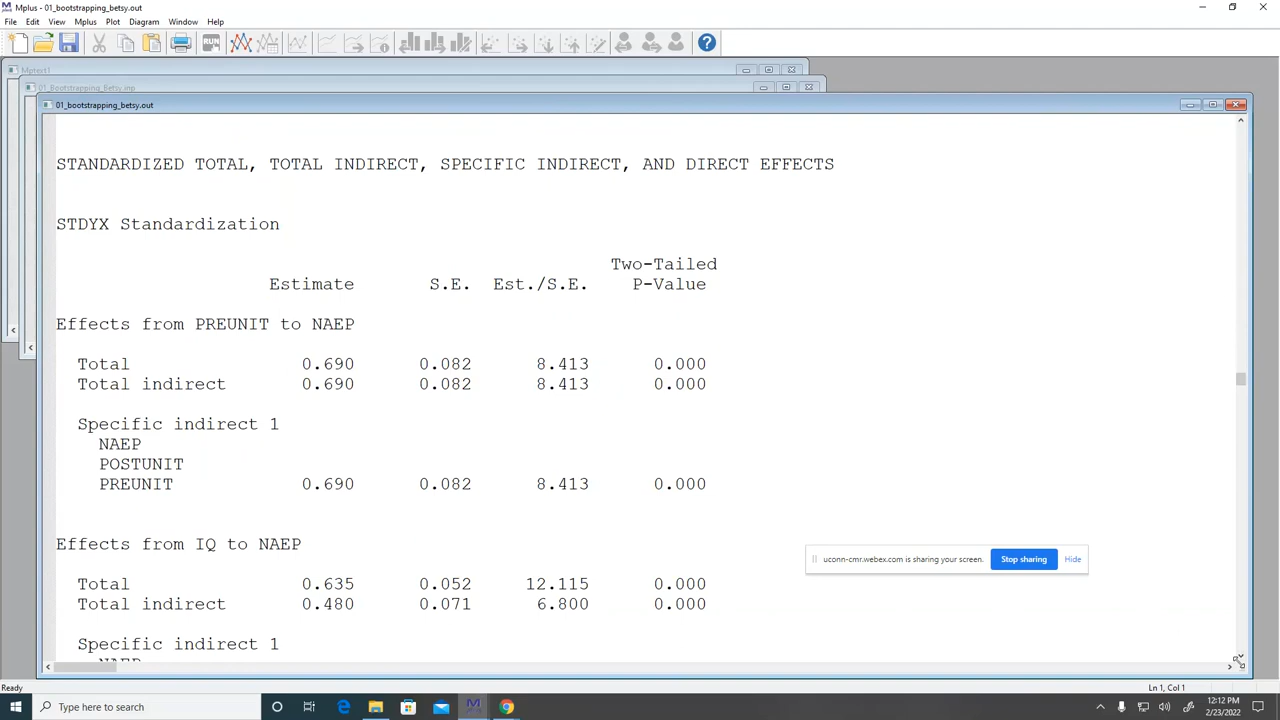 Mplus - 01_bootstrapping_betsy.out
File Edit View Mplus Plot Diagram Window Help
RUN
Mptext1
01_Bootstrapping_Betsy.inp
01_bootstrapping_betsy.out
STANDARDIZED TOTAL, TOTAL INDIRECT, SPECIFIC INDIRECT, AND DIRECT EFFECTS
STDYX Standardization
Two-Tailed
Estimate S.E. Est./S.E. P-Value
Effects from PREUNIT to NAEP
Total 0.690 0.082 8.413 0.000
Total indirect 0.690 0.082 8.413 0.000
Specific indirect 1
NAEP
POSTUNIT
PREUNIT 0.690 0.082 8.413 0.000
Effects from IQ to NAEP
uconn-cmr.webex.com is sharing your screen. Stop sharing Hide
Total 0.635 0.052 12.115 0.000
Total indirect 0.480 0.071 6.800 0.000
Specific indirect 1
NAEP
Ready Ln 1, Col 1
Type here to search
12:12 PM
2/23/2022